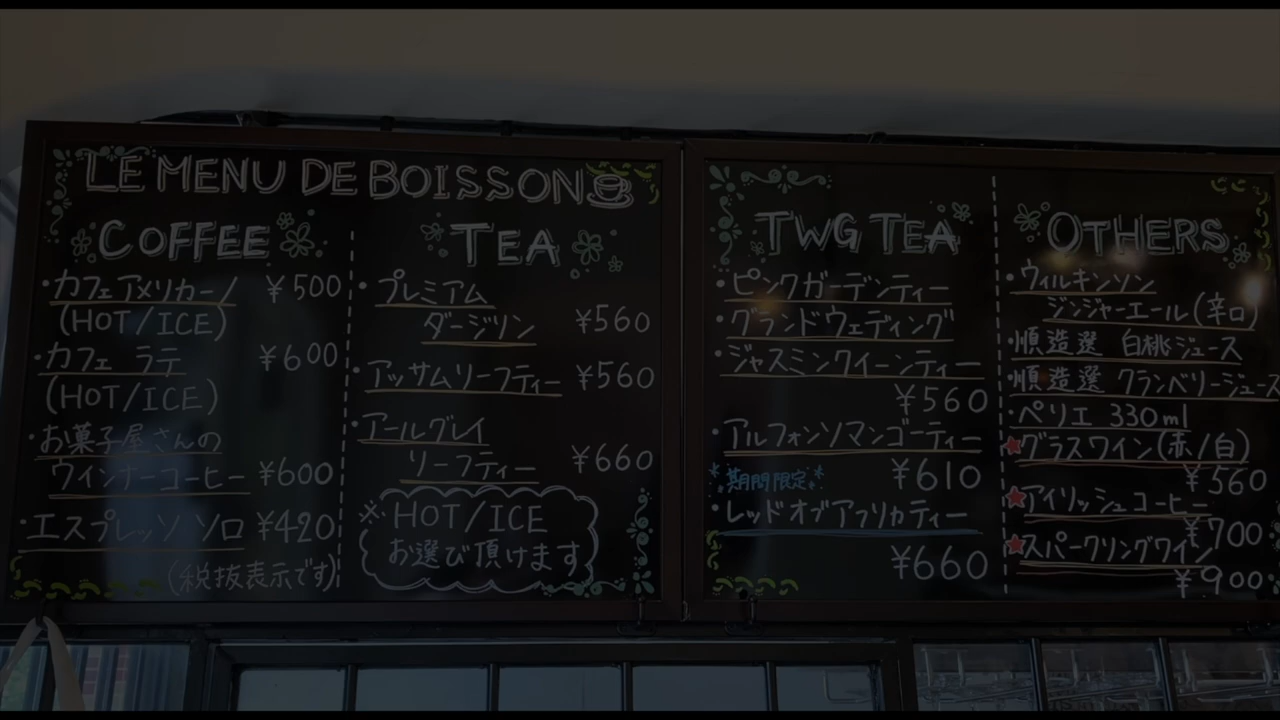 LE MENU DE BOISSON
COFFEE
・カフェアメリカーノ ¥500
(HOT/ICE)
・カフェ ラテ ¥600
(HOT/ICE)
・お菓子屋さんの
ウインナーコーヒー ¥600
・エスプレッソ ソロ ¥420
(税抜表示です)
TEA
・プレミアム
ダージリン ¥560
・アッサムリーフティー ¥560
・アールグレイ
リーフティー ¥660
※HOT/ICE
お選び頂けます
TWG TEA
・ピンクガーデンティー
・グランドウェディング
・ジャスミンクイーンティー
¥560
・アルフォンソマンゴーティー
期間限定 ¥610
・レッドオブアフリカティー
¥660
OTHERS
・ウィルキンソン
ジンジャーエール(辛口)
・順造選 白桃ジュース
・順造選 クランベリージュース
・ペリエ 330ml
★グラスワイン(赤/白)
¥560
★アイリッシュコーヒー
¥700
★スパークリングワイン
¥900